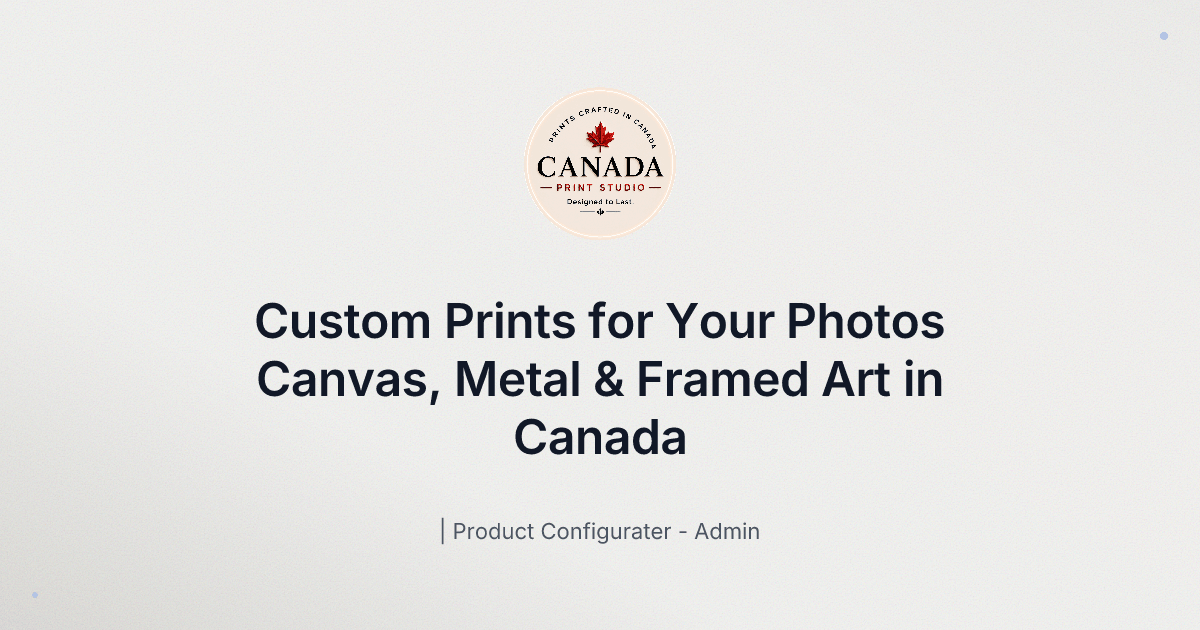 PRINTS CRAFTED IN CANADA
CANADA
PRINT STUDIO
Designed to Last.
Custom Prints for Your Photos
Canvas, Metal & Framed Art in
Canada
| Product Configurater - Admin